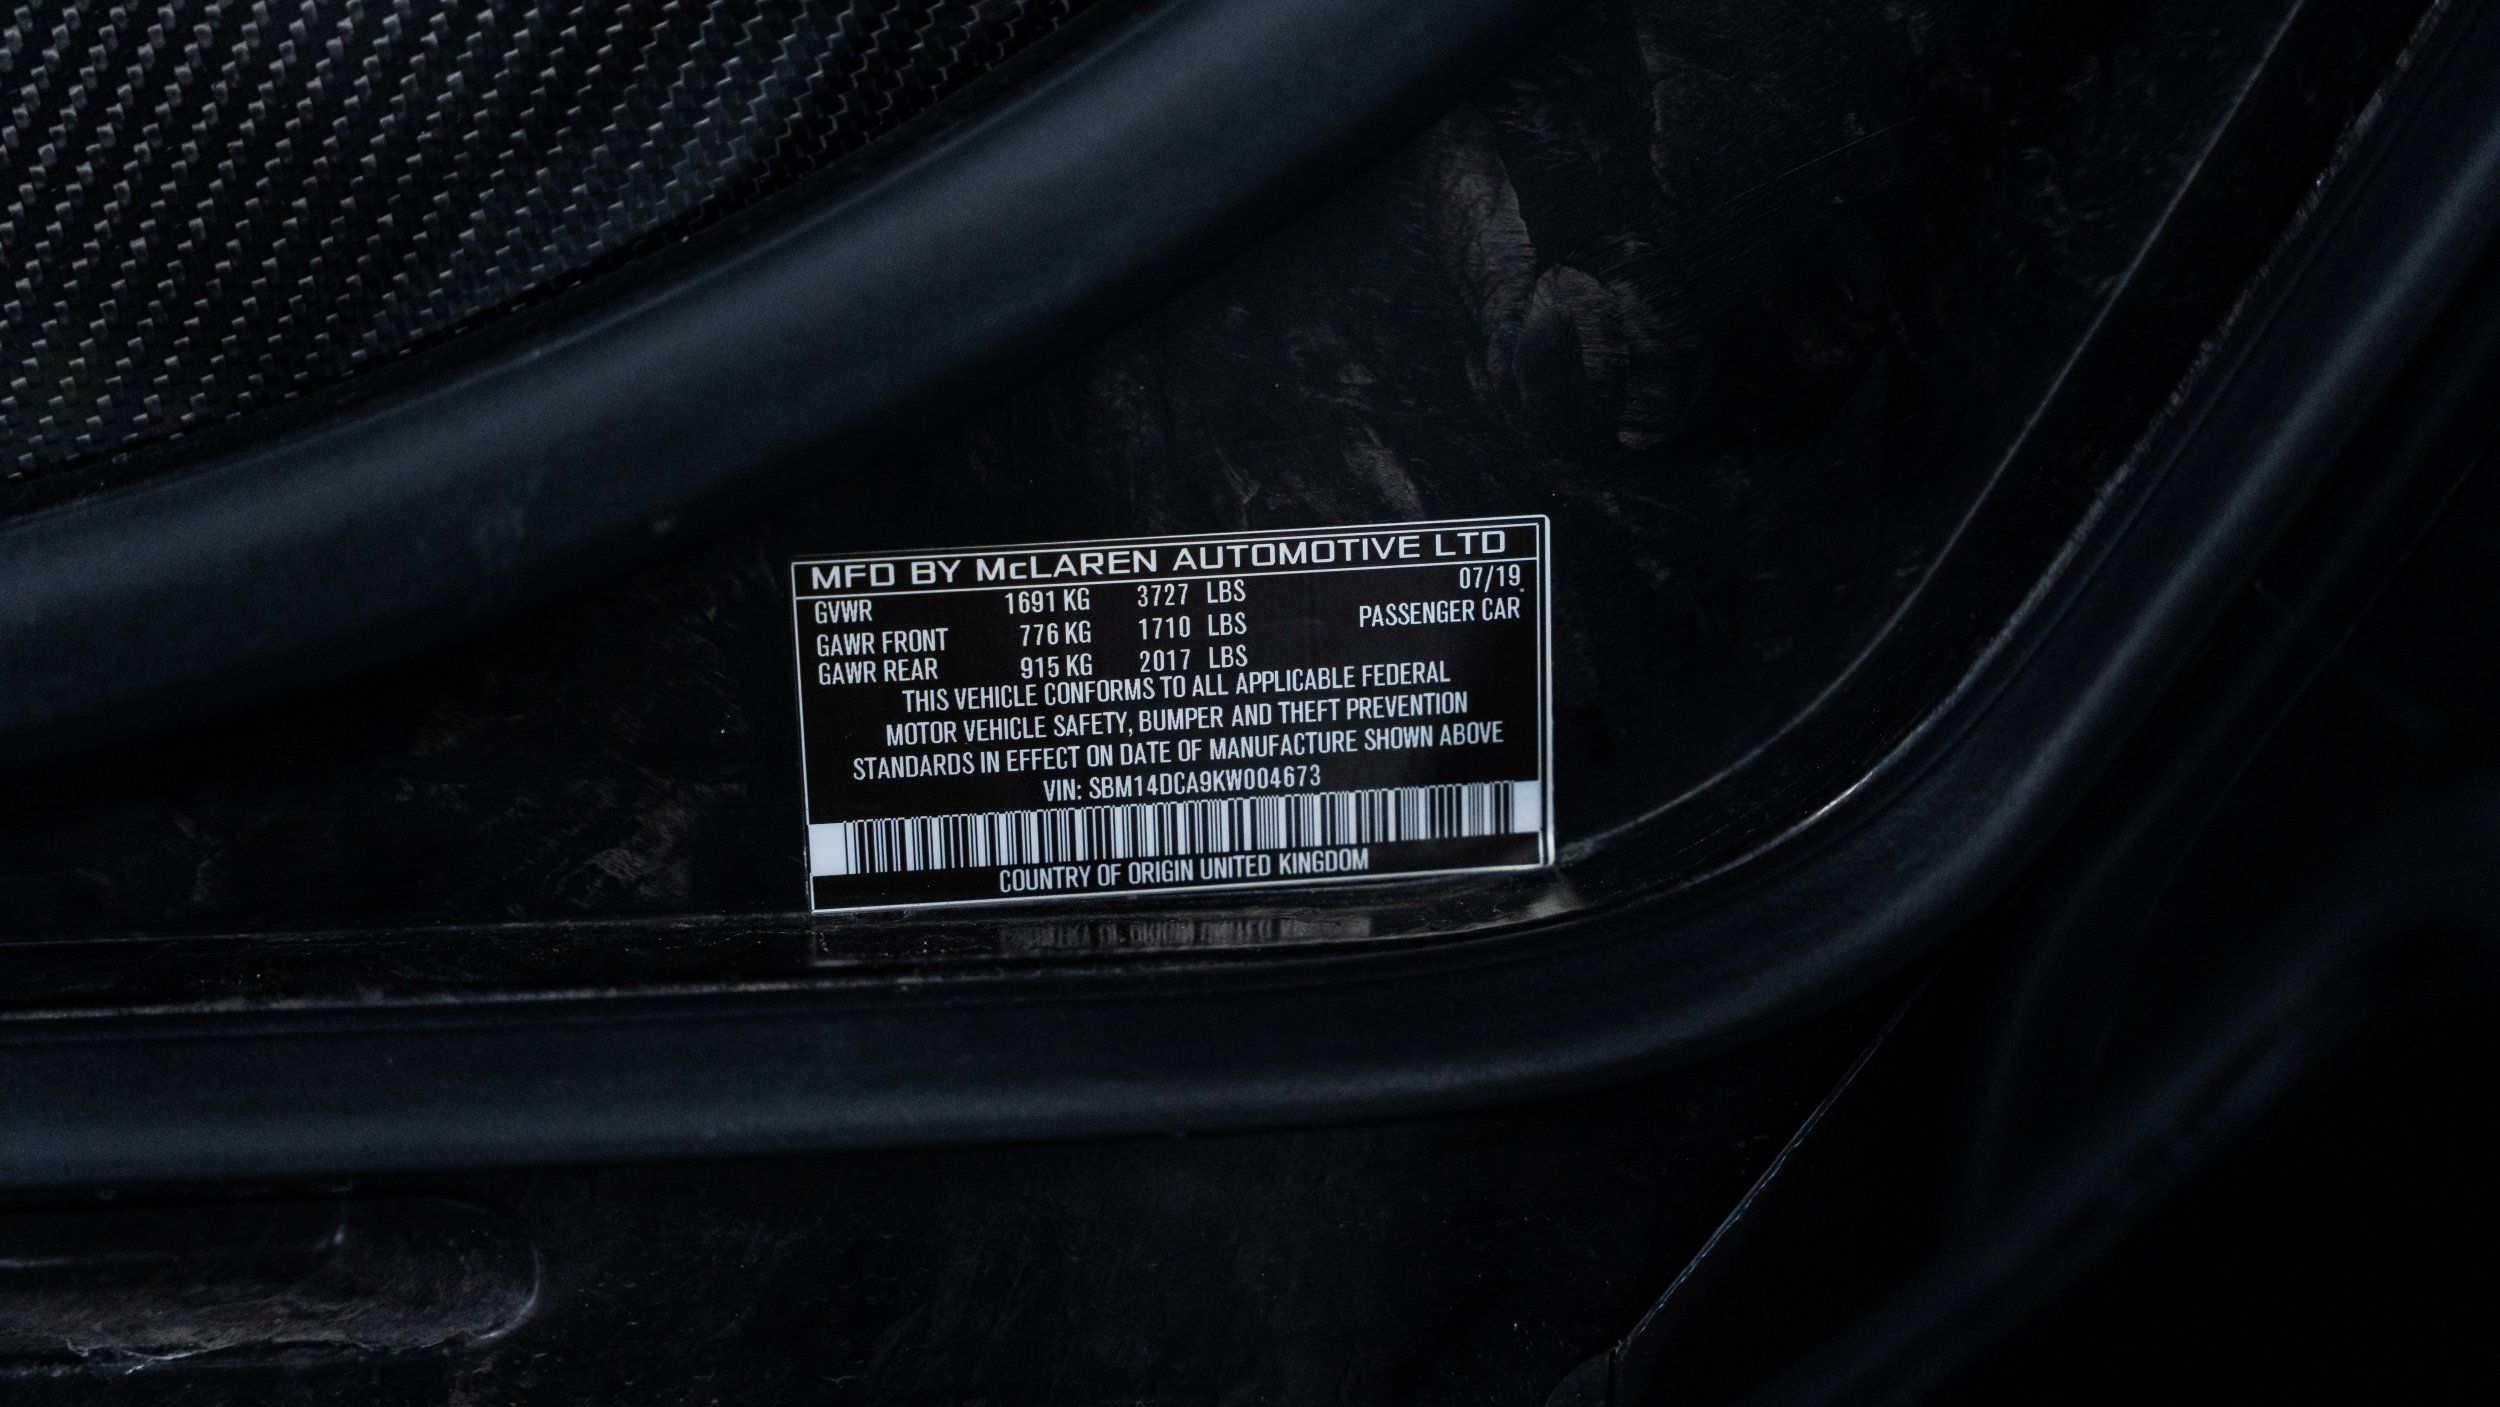 MFD BY McLAREN AUTOMOTIVE LTD
GVWR 1691 KG 3727 LBS 07/19
GAWR FRONT 776 KG 1710 LBS PASSENGER CAR
GAWR REAR 915 KG 2017 LBS
THIS VEHICLE CONFORMS TO ALL APPLICABLE FEDERAL
MOTOR VEHICLE SAFETY, BUMPER AND THEFT PREVENTION
STANDARDS IN EFFECT ON DATE OF MANUFACTURE SHOWN ABOVE
VIN: SBM14DCA9KW004673
COUNTRY OF ORIGIN UNITED KINGDOM